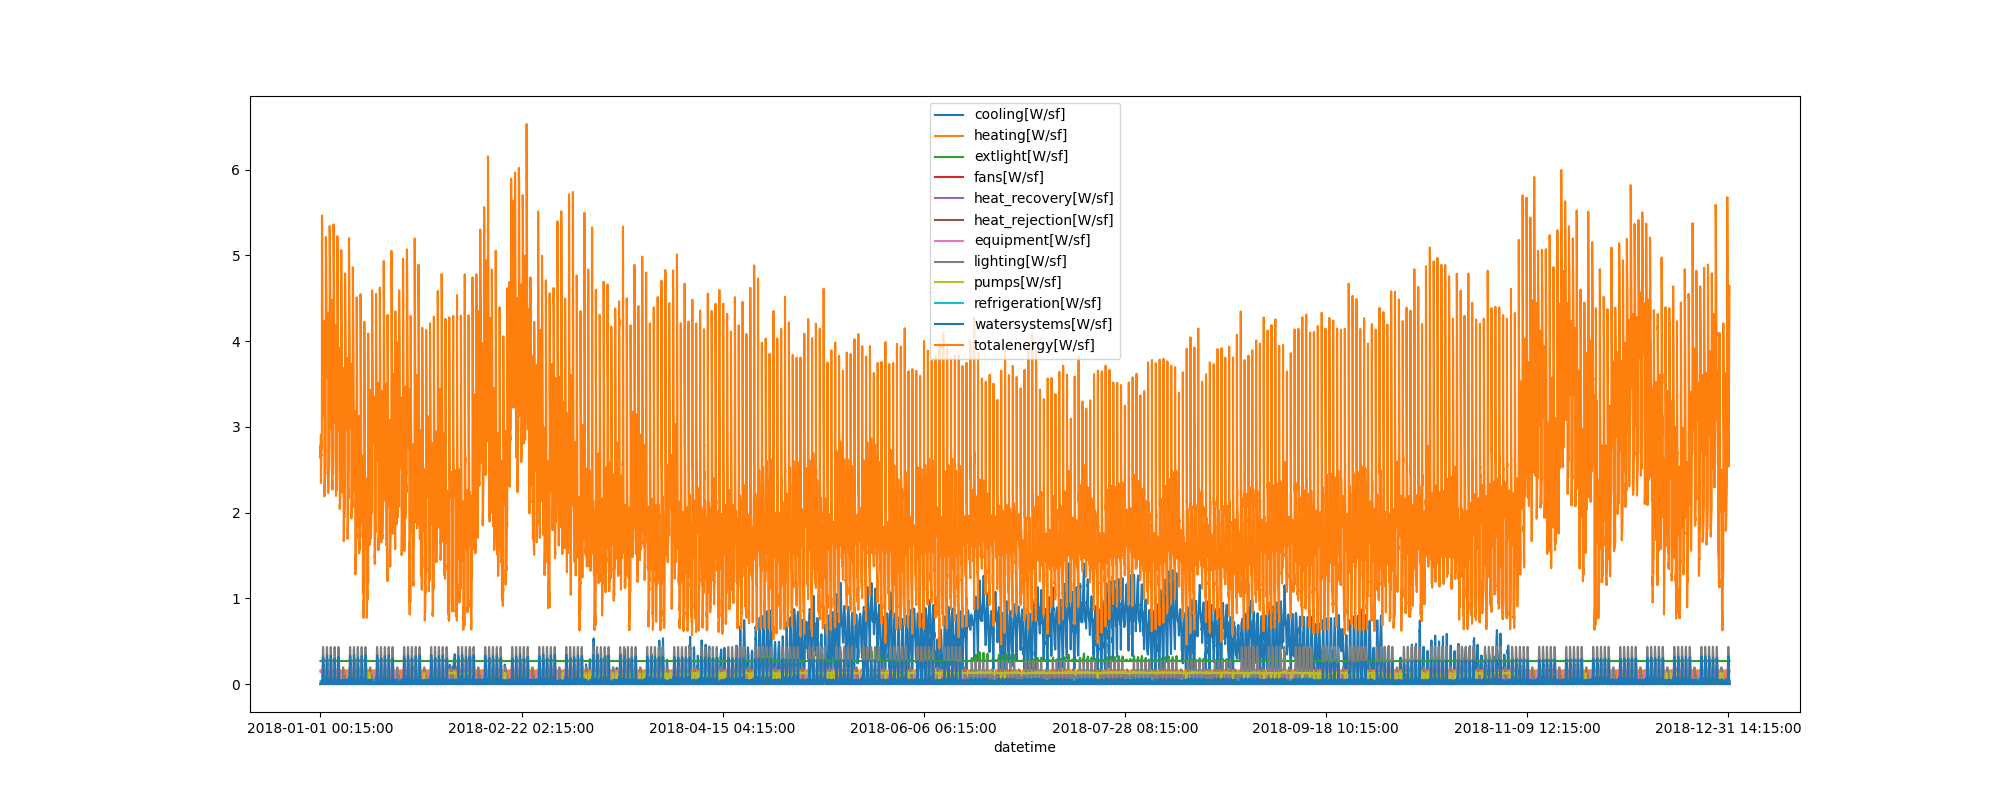 cooling[W/sf]
heating[W/sf]
extlight[W/sf]
fans[W/sf]
heat_recovery[W/sf]
heat_rejection[W/sf]
equipment[W/sf]
lighting[W/sf]
pumps[W/sf]
refrigeration[W/sf]
watersystems[W/sf]
totalenergy[W/sf]
6
5
4
3
2
1
0
2018-01-01 00:15:00 2018-02-22 02:15:00 2018-04-15 04:15:00 2018-06-06 06:15:00 2018-07-28 08:15:00 2018-09-18 10:15:00 2018-11-09 12:15:00 2018-12-31 14:15:00
datetime